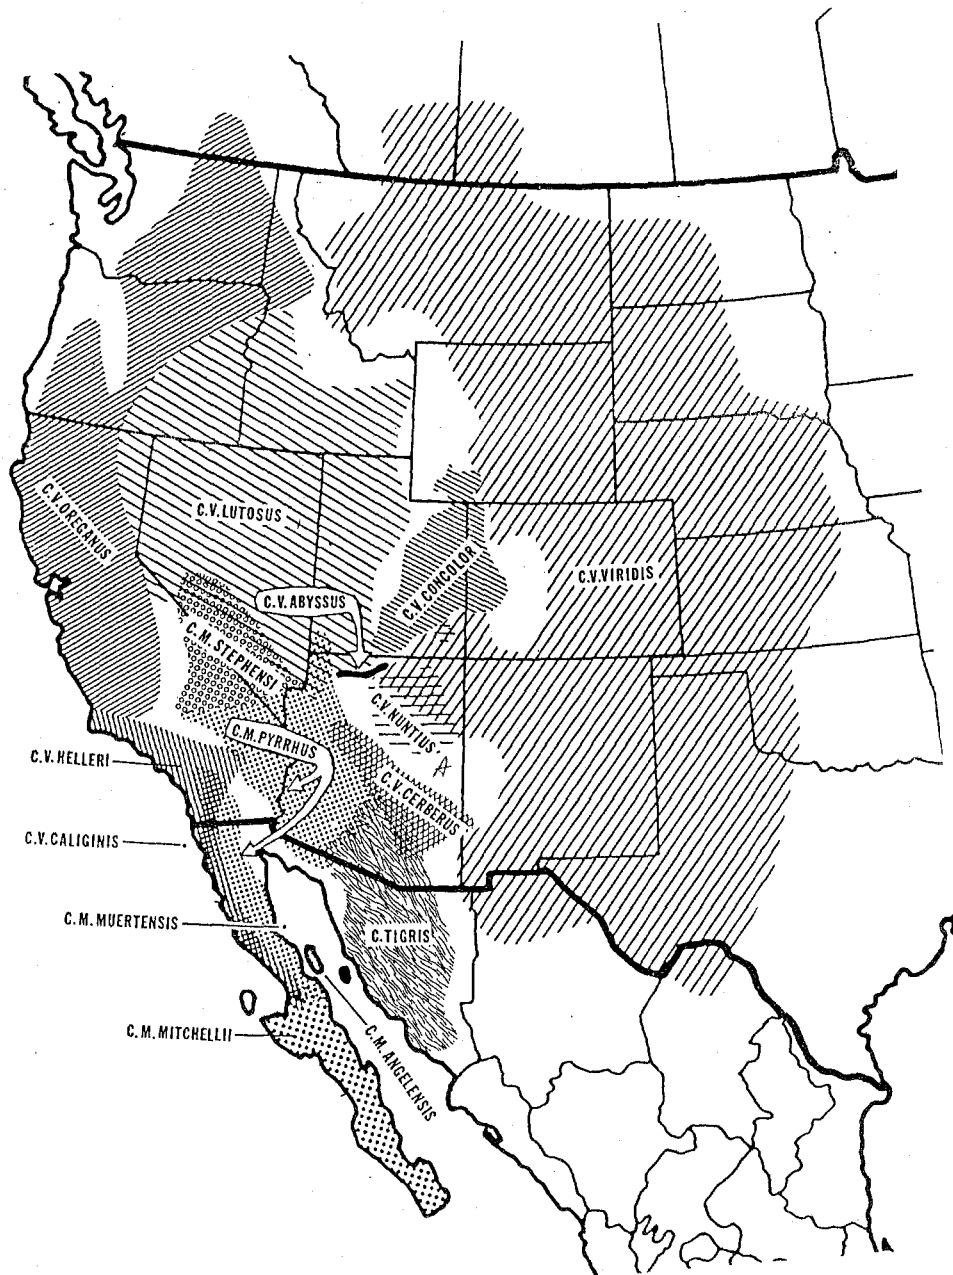 C.V. OREGANUS
C.V. LUTOSUS
C.V. CONCOLOR
C.V. VIRIDIS
C.V. ABYSSUS
C. M. STEPHENSI
C.V. NUNTIUS
C.M. PYRRHUS
A
C.V. HELLERI
C.V. CERBERUS
C.V. CALIGINIS
C. M. MUERTENSIS
C. TIGRIS
C. M. MITCHELLII
C. M. ANGELENSIS